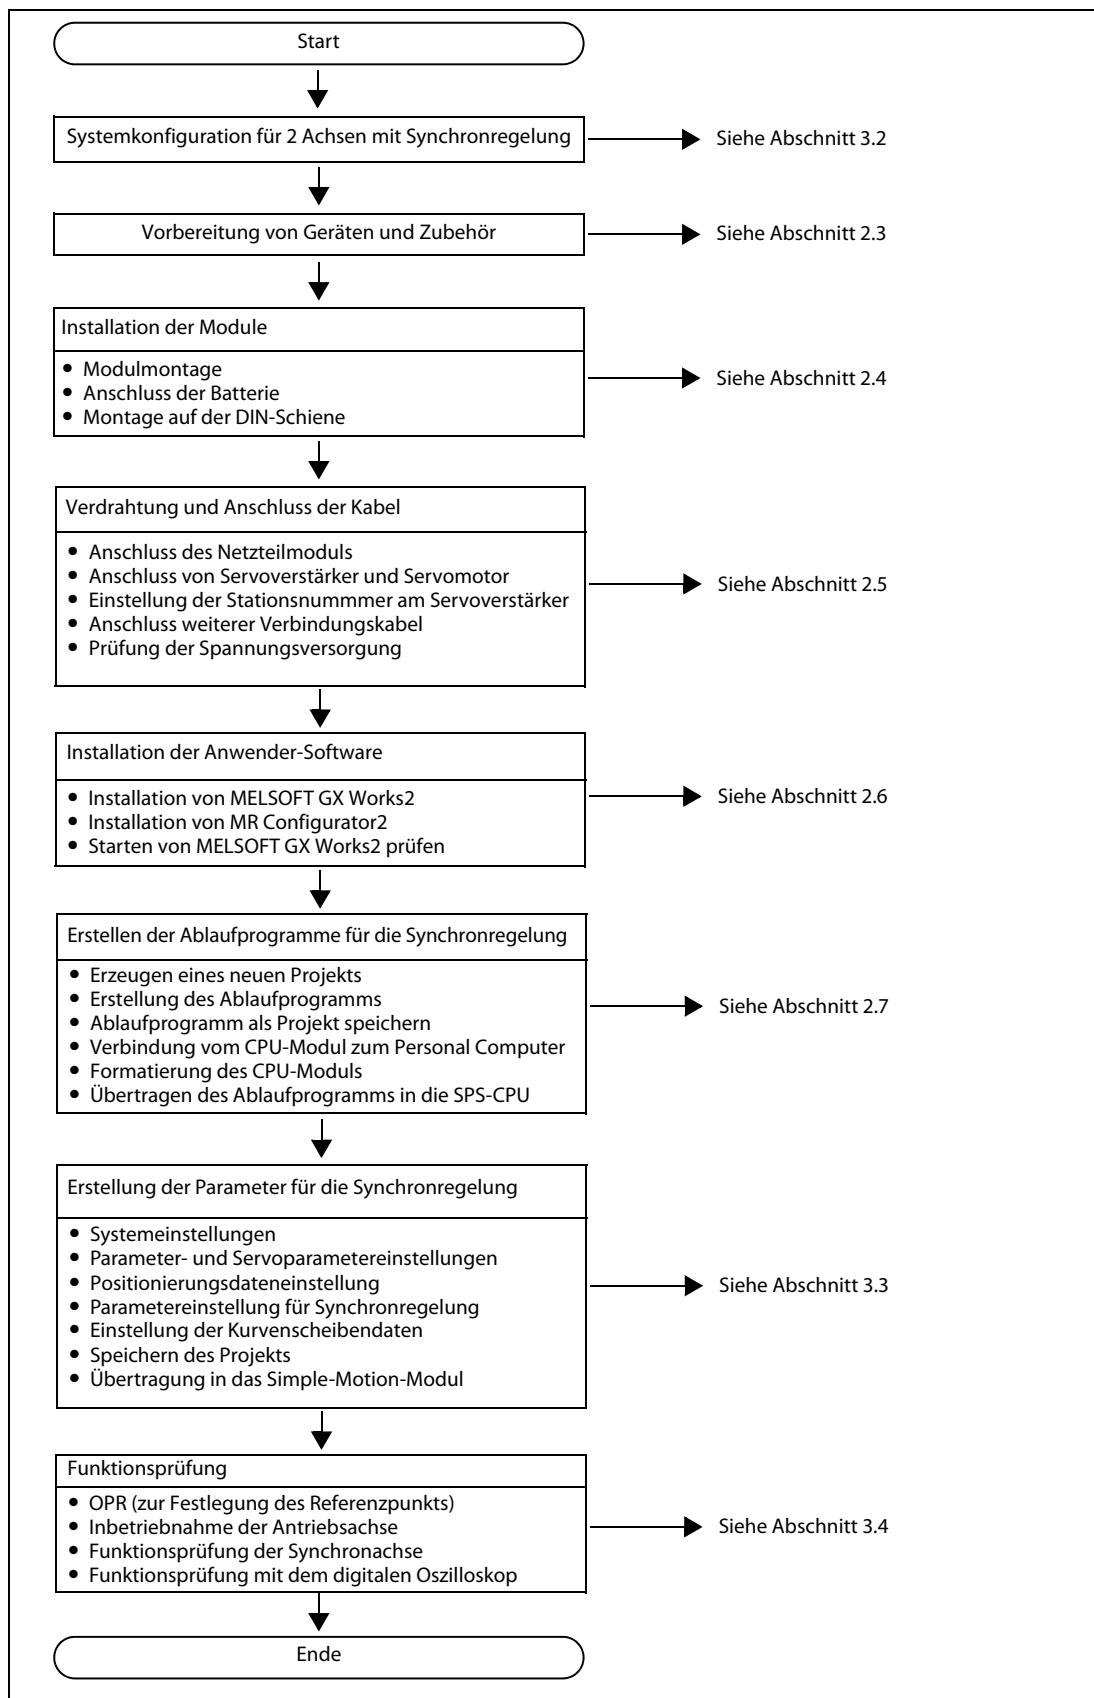 Start
Systemkonfiguration für 2 Achsen mit Synchronregelung
Siehe Abschnitt 3.2
Vorbereitung von Geräten und Zubehör
Siehe Abschnitt 2.3
Installation der Module
• Modulmontage
• Anschluss der Batterie
• Montage auf der DIN-Schiene
Siehe Abschnitt 2.4
Verdrahtung und Anschluss der Kabel
• Anschluss des Netzteilmoduls
• Anschluss von Servoverstärker und Servomotor
• Einstellung der Stationsnummmer am Servoverstärker
• Anschluss weiterer Verbindungskabel
• Prüfung der Spannungsversorgung
Siehe Abschnitt 2.5
Installation der Anwender-Software
• Installation von MELSOFT GX Works2
• Installation von MR Configurator2
• Starten von MELSOFT GX Works2 prüfen
Siehe Abschnitt 2.6
Erstellen der Ablaufprogramme für die Synchronregelung
• Erzeugen eines neuen Projekts
• Erstellung des Ablaufprogramms
• Ablaufprogramm als Projekt speichern
• Verbindung vom CPU-Modul zum Personal Computer
• Formatierung des CPU-Moduls
• Übertragen des Ablaufprogramms in die SPS-CPU
Siehe Abschnitt 2.7
Erstellung der Parameter für die Synchronregelung
• Systemeinstellungen
• Parameter- und Servoparametereinstellungen
• Positionierungsdateneinstellung
• Parametereinstellung für Synchronregelung
• Einstellung der Kurvenscheibendaten
• Speichern des Projekts
• Übertragung in das Simple-Motion-Modul
Siehe Abschnitt 3.3
Funktionsprüfung
• OPR (zur Festlegung des Referenzpunkts)
• Inbetriebnahme der Antriebsachse
• Funktionsprüfung der Synchronachse
• Funktionsprüfung mit dem digitalen Oszilloskop
Siehe Abschnitt 3.4
Ende